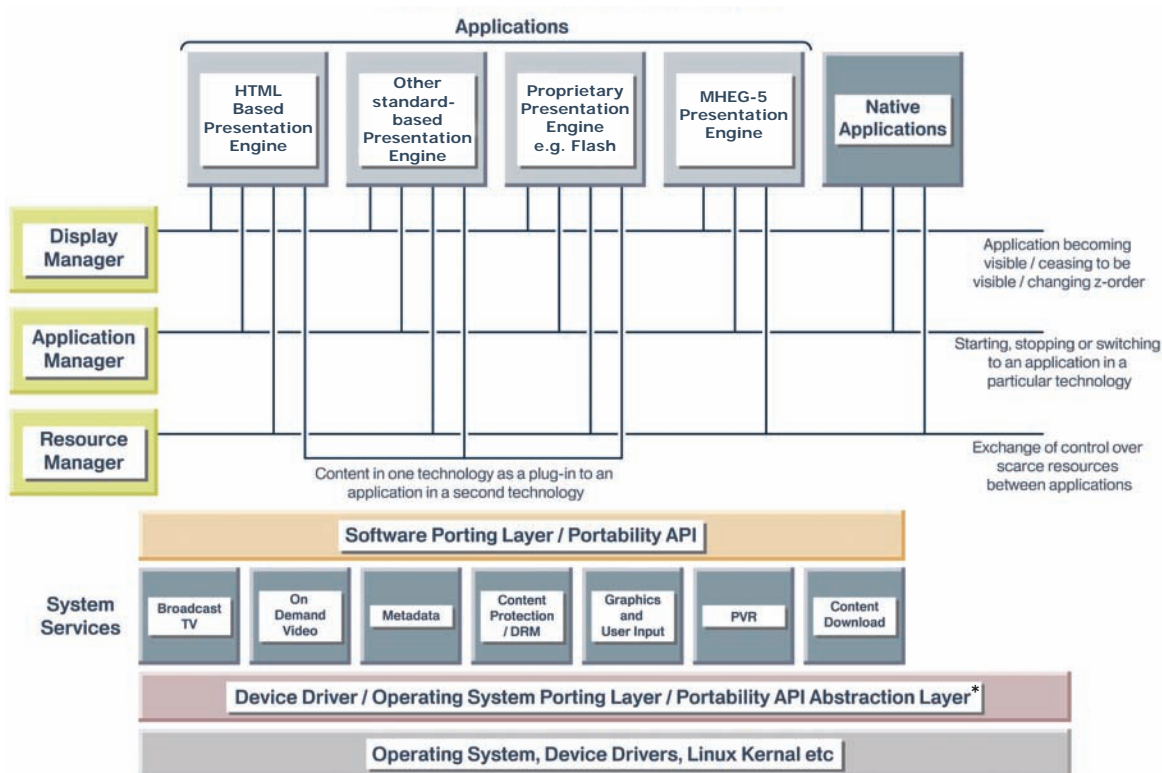 Applications
HTML
Based
Presentation
Engine
Other
standard-
based
Presentation
Engine
Proprietary
Presentation
Engine
e.g. Flash
MHEG-5
Presentation
Engine
Native
Applications
Display
Manager
Application becoming
visible / ceasing to be
visible / changing z-order
Application
Manager
Starting, stopping or switching
to an application in a
particular technology
Resource
Manager
Exchange of control over
scarce resources
between applications
Content in one technology as a plug-in to an
application in a second technology
Software Porting Layer / Portability API
System
Services
Broadcast
TV
On
Demand
Video
Metadata
Content
Protection
/ DRM
Graphics
and
User Input
PVR
Content
Download
Device Driver / Operating System Porting Layer / Portability API Abstraction Layer*
Operating System, Device Drivers, Linux Kernal etc